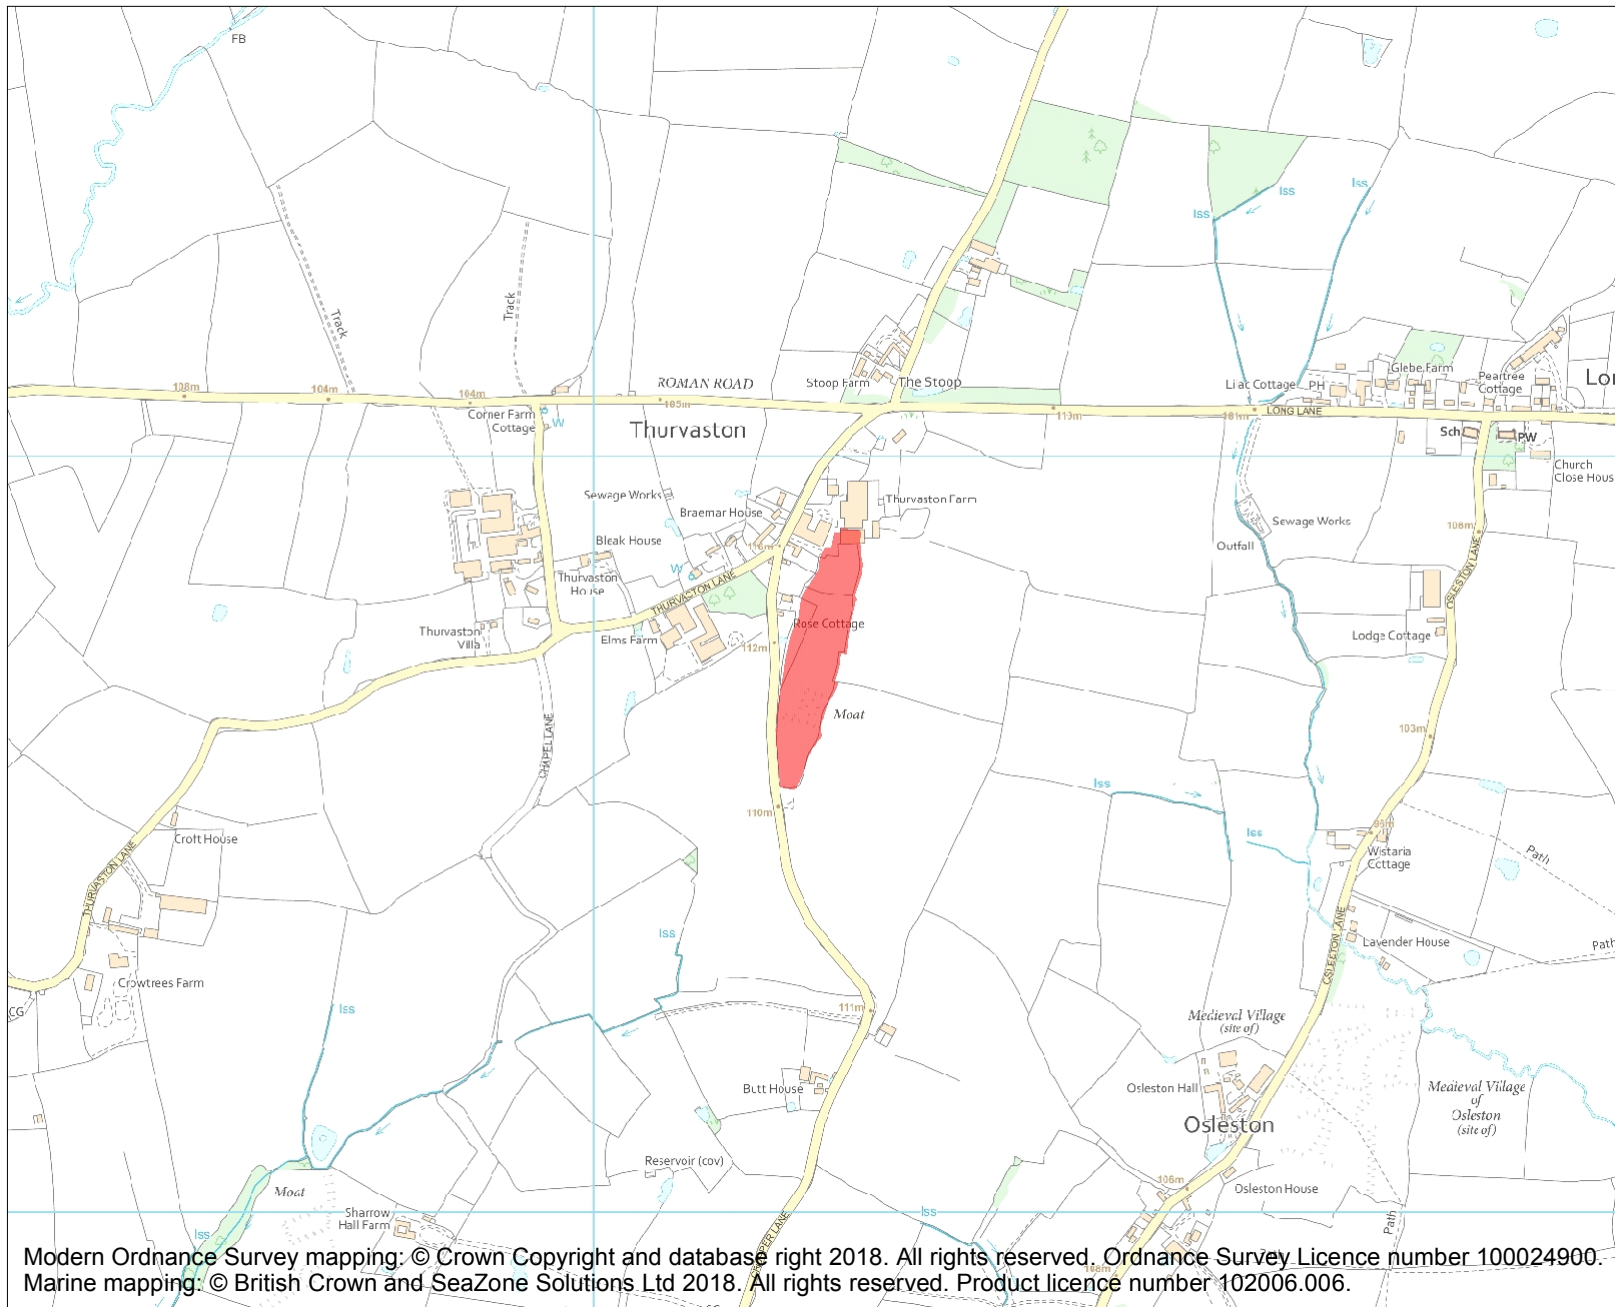 FB
Iss
Iss
Iss
Track
Track
108m
104m
104m
ROMAN ROAD
105m
Stoop Farm
The Stoop
113m
Lilac Cottage
PH
101m
LONG LANE
Glebe Farm
Peartree
Cottage
Lon
Corner Farm
Cottage
W
Thurvaston
Sch
PW
Church
Close Hous
Sewage Works
Braemar House
Thurvaston Farm
Bleak House
Thurvaston
House
W
THURVASTON LANE
Sewage Works
Outfall
106m
OSLESTON LANE
Thurvaston
Villa
Elms Farm
Rose Cottage
112m
Lodge Cottage
Moat
103m
CHAPEL LANE
Iss
110m
Iss
Croft House
THURVASTON LANE
Wistaria
Cottage
Path
Iss
OSLESTON LANE
Lavender House
Path
Crowtrees Farm
CG
Iss
111m
Medieval Village
(site of)
Butt House
Osleston Hall
Osleston
Medieval Village
of
Osleston
(site of)
Reservoir (cov)
Moat
Sharrow
Hall Farm
Iss
Iss
106m
Osleston House
Path
108m
Modern Ordnance Survey mapping: © Crown Copyright and database right 2018. All rights reserved. Ordnance Survey Licence number 100024900.
Marine mapping: © British Crown and SeaZone Solutions Ltd 2018. All rights reserved. Product licence number 102006.006.